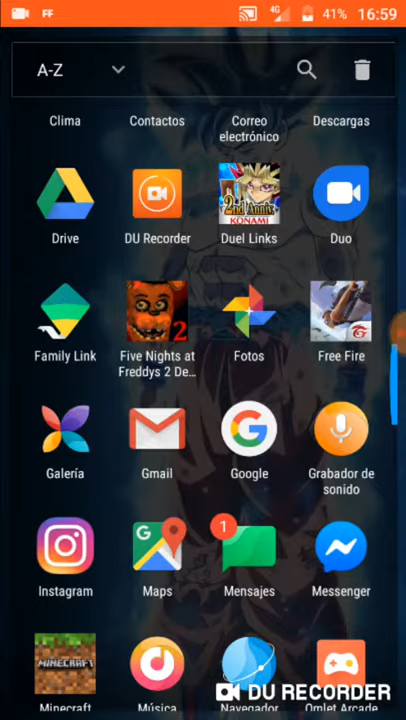 4G 41% 16:59
A-Z
Clima Contactos Correo electrónico Descargas
2nd Anniv.
KONAMI
Drive DU Recorder Duel Links Duo
2
Family Link Five Nights at Freddys 2 De... Fotos Free Fire
G
Galería Gmail Google Grabador de sonido
G 1
Instagram Maps Mensajes Messenger
MINECRAFT
Minecraft Música Navegador Omlet Arcade
DU RECORDER